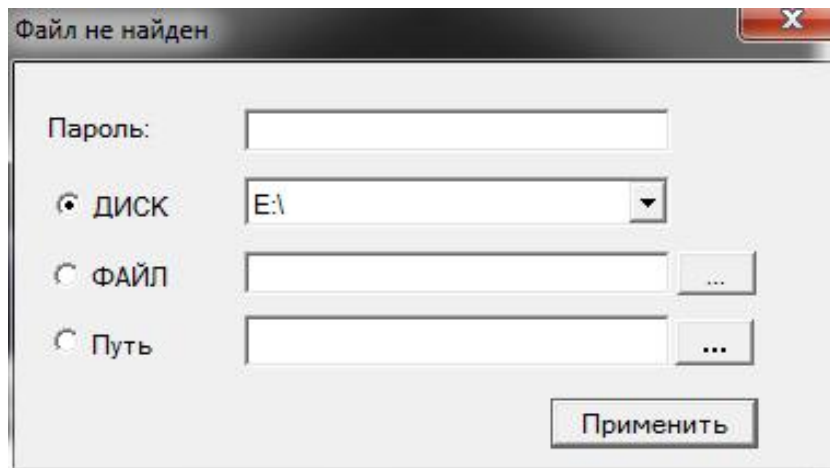 Файл не найден
Пароль:
ДИСК E:\
ФАЙЛ ...
Путь ...
Применить